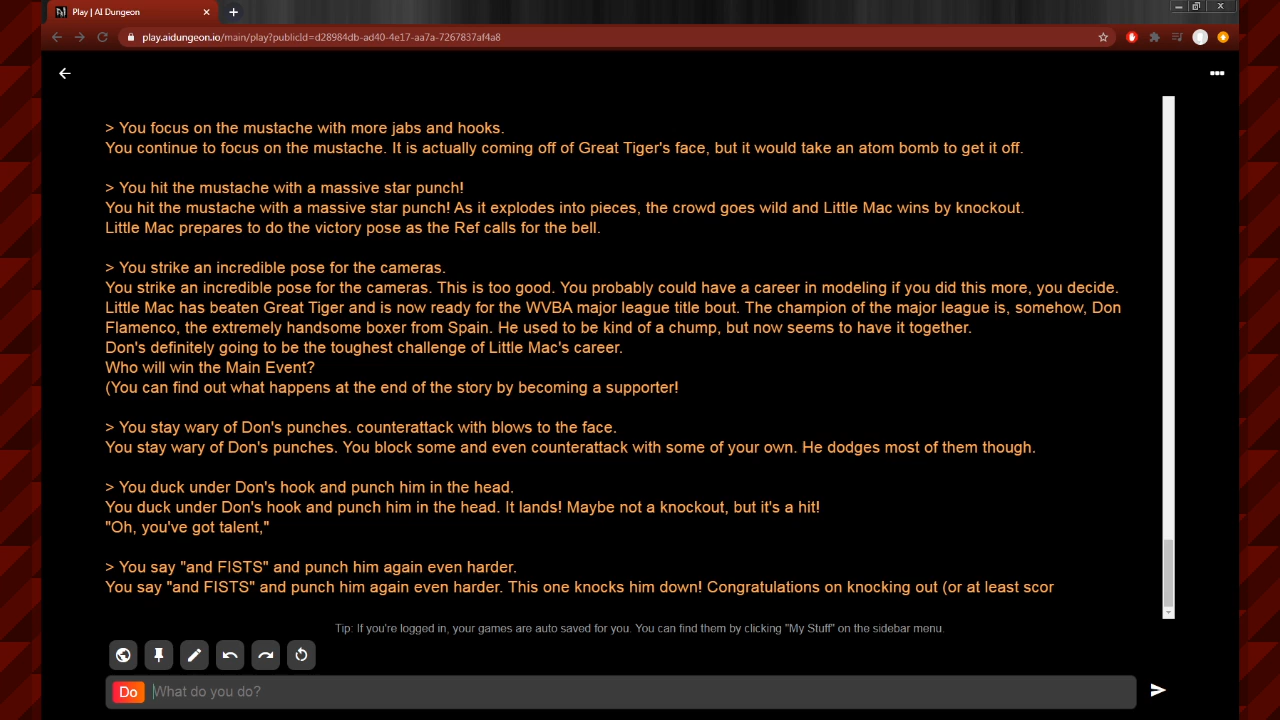 Play | AI Dungeon
play.aidungeon.io/main/play?publicId=d28984db-ad40-4e17-aa7a-7267837af4a8
> You focus on the mustache with more jabs and hooks.
You continue to focus on the mustache. It is actually coming off of Great Tiger's face, but it would take an atom bomb to get it off.
> You hit the mustache with a massive star punch!
You hit the mustache with a massive star punch! As it explodes into pieces, the crowd goes wild and Little Mac wins by knockout.
Little Mac prepares to do the victory pose as the Ref calls for the bell.
> You strike an incredible pose for the cameras.
You strike an incredible pose for the cameras. This is too good. You probably could have a career in modeling if you did this more, you decide.
Little Mac has beaten Great Tiger and is now ready for the WVBA major league title bout. The champion of the major league is, somehow, Don
Flamenco, the extremely handsome boxer from Spain. He used to be kind of a chump, but now seems to have it together.
Don's definitely going to be the toughest challenge of Little Mac's career.
Who will win the Main Event?
(You can find out what happens at the end of the story by becoming a supporter!
> You stay wary of Don's punches. counterattack with blows to the face.
You stay wary of Don's punches. You block some and even counterattack with some of your own. He dodges most of them though.
> You duck under Don's hook and punch him in the head.
You duck under Don's hook and punch him in the head. It lands! Maybe not a knockout, but it's a hit!
"Oh, you've got talent,"
> You say "and FISTS" and punch him again even harder.
You say "and FISTS" and punch him again even harder. This one knocks him down! Congratulations on knocking out (or at least scor
Tip: If you're logged in, your games are auto saved for you. You can find them by clicking "My Stuff" on the sidebar menu.
Do What do you do?